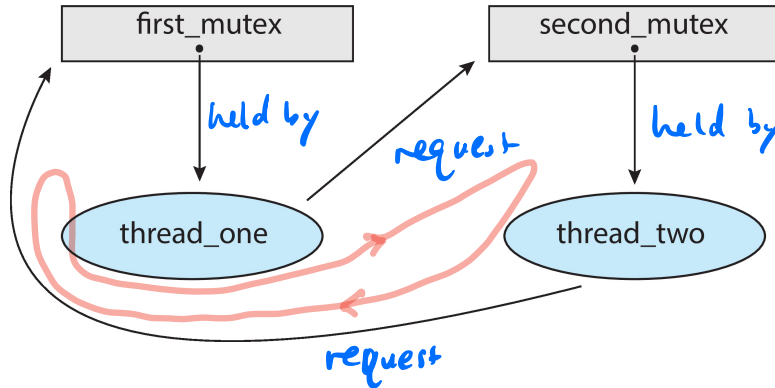 first_mutex
second_mutex
held by
held by
request
thread_one
thread_two
request